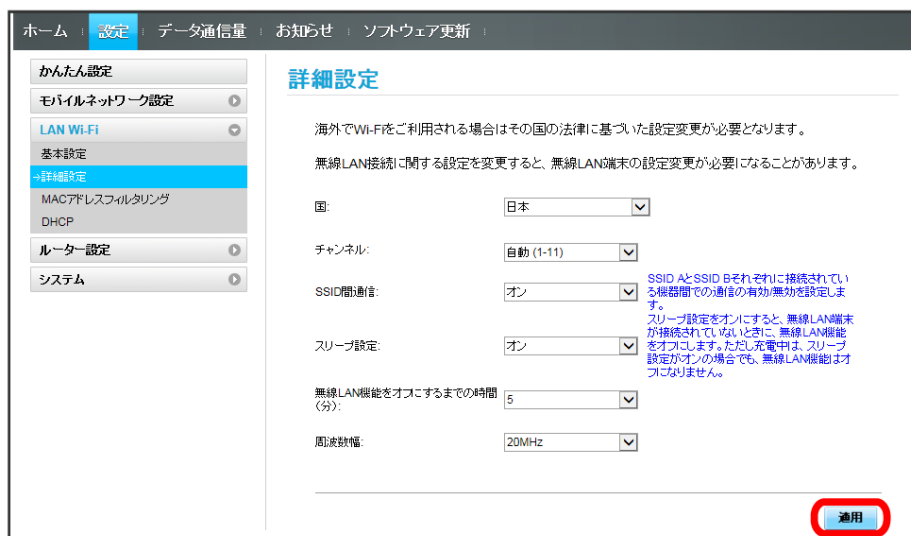 ホーム 設定 データ通信量 お知らせ ソフトウェア更新
かんたん設定
モバイルネットワーク設定
LAN Wi-Fi
基本設定
→詳細設定
MACアドレスフィルタリング
DHCP
ルーター設定
システム
詳細設定
海外でWi-Fiをご利用される場合はその国の法律に基づいた設定変更が必要となります。
無線LAN接続に関する設定を変更すると、無線LAN端末の設定変更が必要になることがあります。
国: 日本
チャンネル: 自動 (1-11)
SSID間通信: オン
SSID AとSSID Bそれぞれに接続されてい
る機器間での通信の有効/無効を設定しま
す。
スリープ設定: オン
スリープ設定をオンにすると、無線LAN端末
が接続されていないときに、無線LAN機能
をオフにします。ただし充電中は、スリープ
設定がオンの場合でも、無線LAN機能はオ
フになりません。
無線LAN機能をオフにするまでの時間
(分): 5
周波数幅: 20MHz
適用